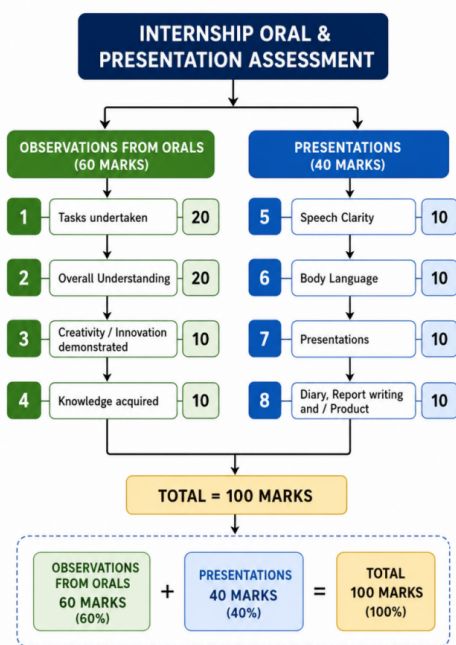 INTERNSHIP ORAL &
PRESENTATION ASSESSMENT
OBSERVATIONS FROM ORALS
(60 MARKS)
1 Tasks undertaken 20
2 Overall Understanding 20
3 Creativity / Innovation
demonstrated 10
4 Knowledge acquired 10
PRESENTATIONS
(40 MARKS)
5 Speech Clarity 10
6 Body Language 10
7 Presentations 10
8 Diary, Report writing
and / Product 10
TOTAL = 100 MARKS
OBSERVATIONS
FROM ORALS
60 MARKS
(60%)
+
PRESENTATIONS
40 MARKS
(40%)
=
TOTAL
100 MARKS
(100%)